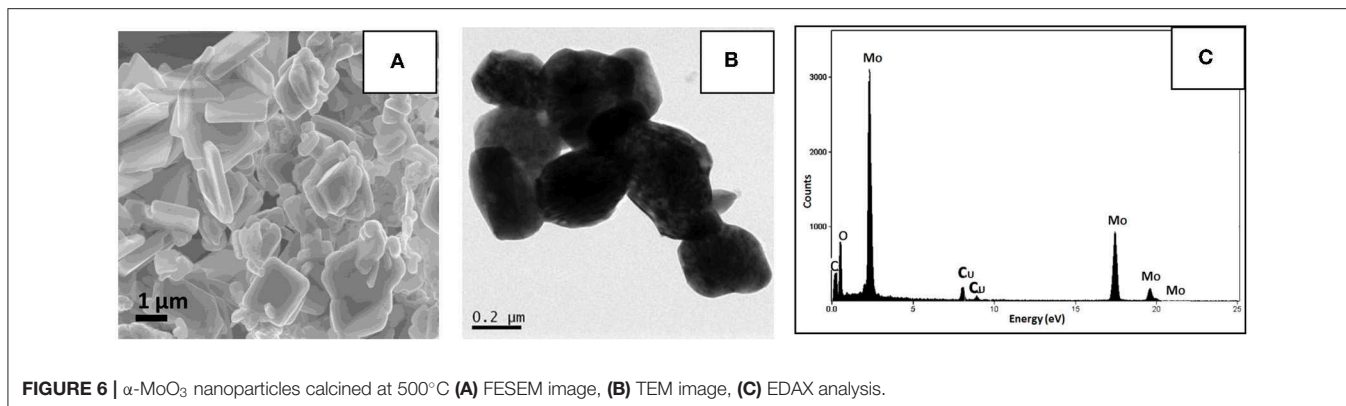 A
1 µm
B
0.2 µm
C
Mo
3000
2000
Counts
1000
O
C
Cu
Cu
Mo
Mo
Mo
0.0 5 10 15 20 25
Energy (eV)
FIGURE 6 | α-MoO₃ nanoparticles calcined at 500°C (A) FESEM image, (B) TEM image, (C) EDAX analysis.